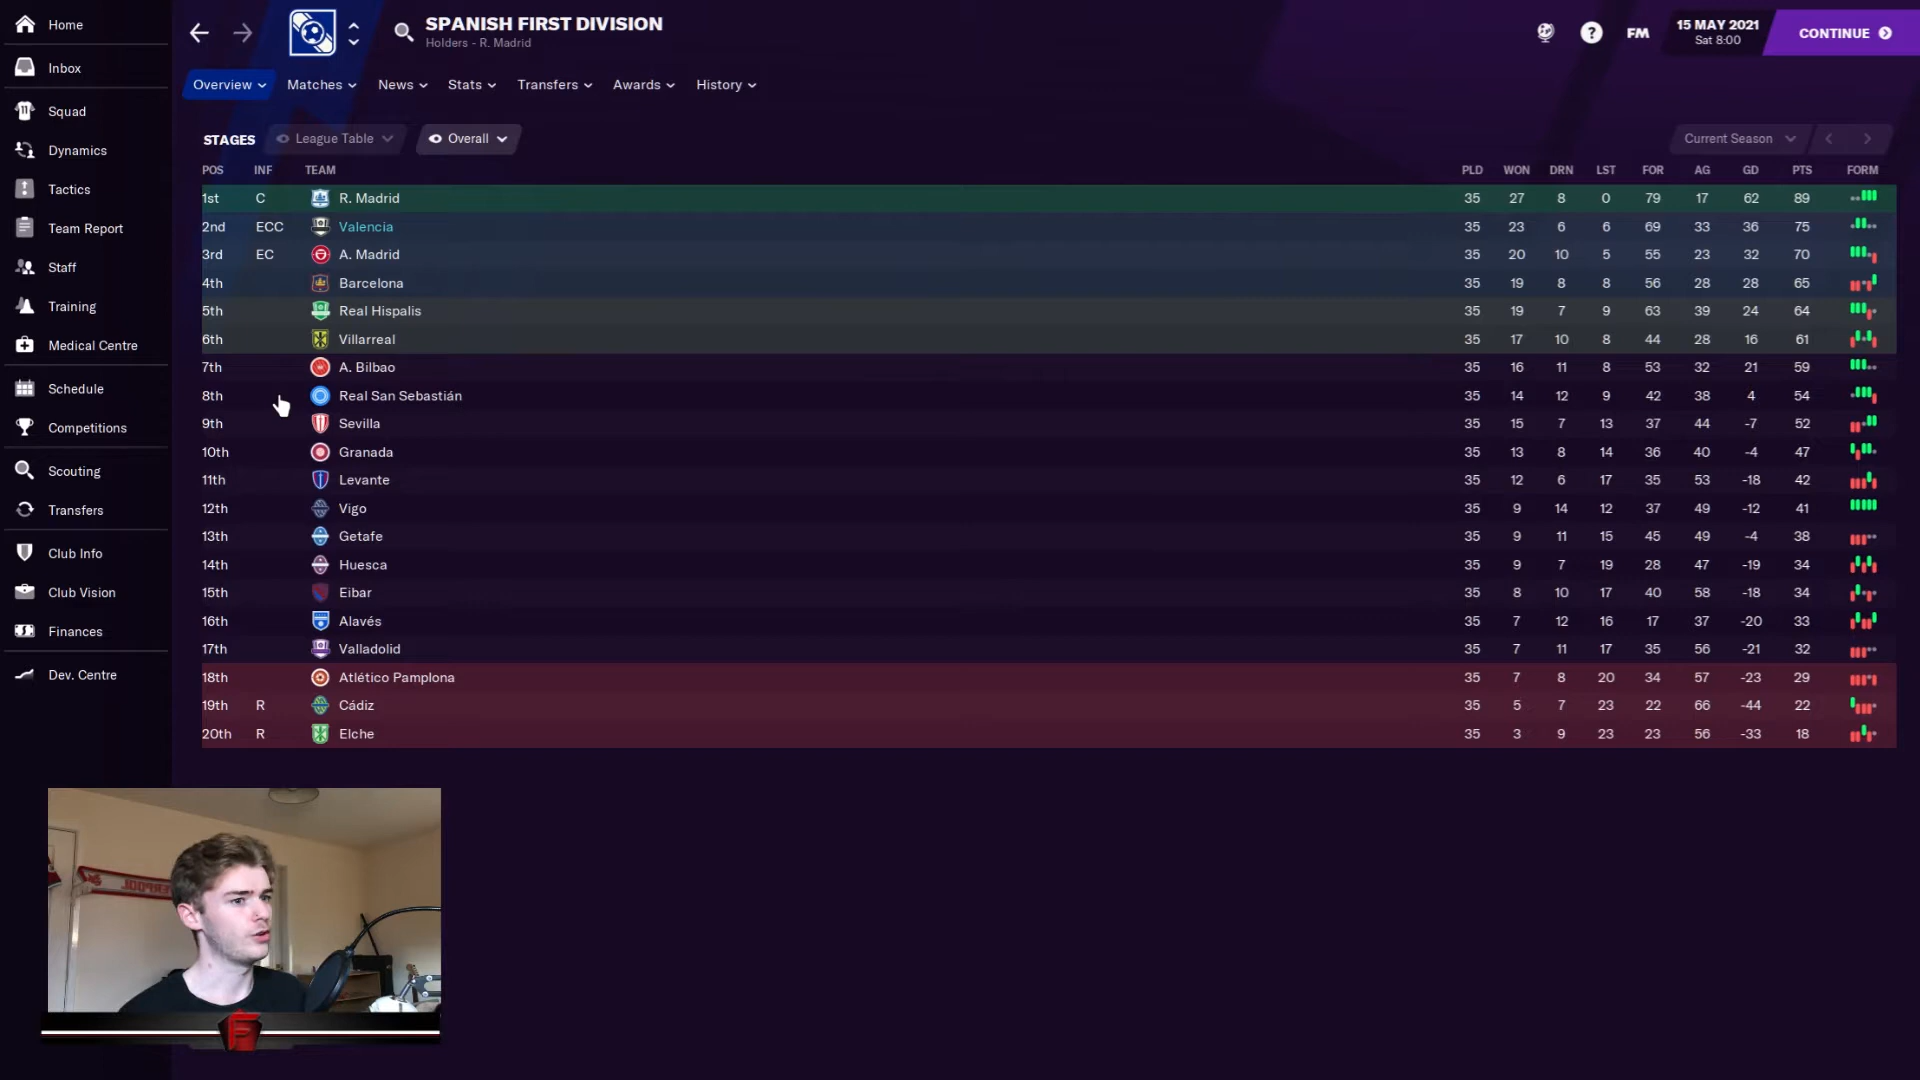 Home
Inbox
Squad
Dynamics
Tactics
Team Report
Staff
Training
Medical Centre
Schedule
Competitions
Scouting
Transfers
Club Info
Club Vision
Finances
Dev. Centre
SPANISH FIRST DIVISION
Holders - R. Madrid
FM
15 MAY 2021
Sat 8:00
CONTINUE
Overview Matches News Stats Transfers Awards History
STAGES League Table Overall Current Season
POS INF TEAM PLD WON DRN LST FOR AG GD PTS FORM
1st C R. Madrid 35 27 8 0 79 17 62 89
2nd ECC Valencia 35 23 6 6 69 33 36 75
3rd EC A. Madrid 35 20 10 5 55 23 32 70
4th Barcelona 35 19 8 8 56 28 28 65
5th Real Hispalis 35 19 7 9 63 39 24 64
6th Villarreal 35 17 10 8 44 28 16 61
7th A. Bilbao 35 16 11 8 53 32 21 59
8th Real San Sebastián 35 14 12 9 42 38 4 54
9th Sevilla 35 15 7 13 37 44 -7 52
10th Granada 35 13 8 14 36 40 -4 47
11th Levante 35 12 6 17 35 53 -18 42
12th Vigo 35 9 14 12 37 49 -12 41
13th Getafe 35 9 11 15 45 49 -4 38
14th Huesca 35 9 7 19 28 47 -19 34
15th Eibar 35 8 10 17 40 58 -18 34
16th Alavés 35 7 12 16 17 37 -20 33
17th Valladolid 35 7 11 17 35 56 -21 32
18th Atlético Pamplona 35 7 8 20 34 57 -23 29
19th R Cádiz 35 5 7 23 22 66 -44 22
20th R Elche 35 3 9 23 23 56 -33 18